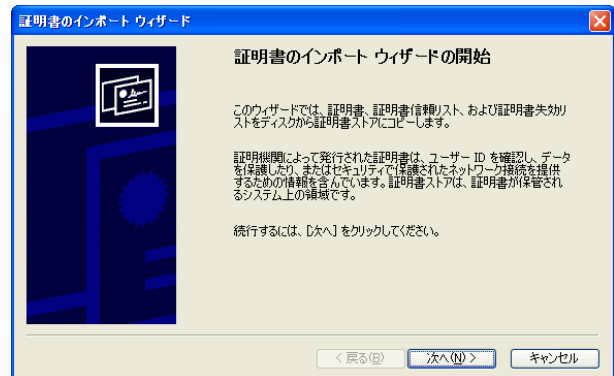 証明書のインポート ウィザード
証明書のインポート ウィザードの開始
このウィザードでは、証明書、証明書信頼リスト、および証明書失効リ
ストをディスクから証明書ストアにコピーします。
証明機関によって発行された証明書は、ユーザー ID を確認し、データ
を保護したり、またはセキュリティで保護されたネットワーク接続を提供
するための情報を含んでいます。証明書ストアは、証明書が保管され
るシステム上の領域です。
続行するには、[次へ] をクリックしてください。
< 戻る(B)
次へ(N) >
キャンセル